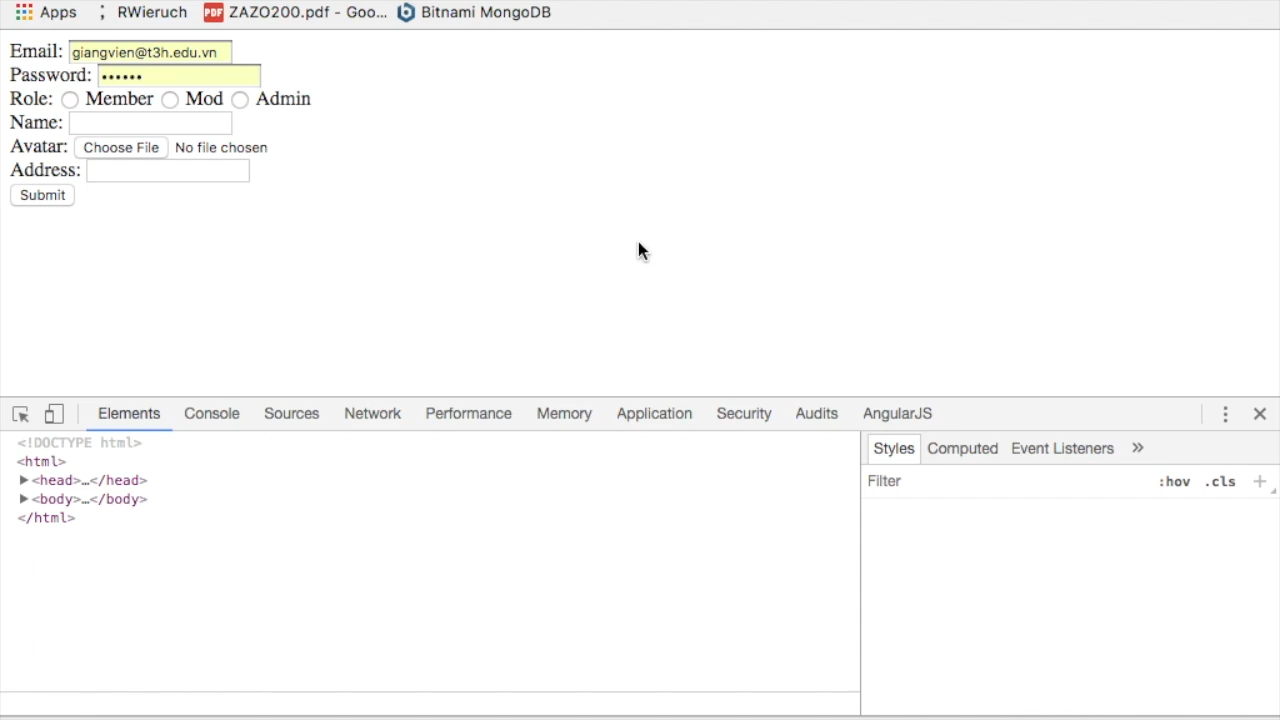 Apps ; RWieruch PDF ZAZO200.pdf - Goo... Bitnami MongoDB
Email: giangvien@t3h.edu.vn
Password: ••••••
Role: Member Mod Admin
Name:
Avatar: Choose File No file chosen
Address:
Submit
Elements Console Sources Network Performance Memory Application Security Audits AngularJS
<!DOCTYPE html>
<html>
<head>…</head>
<body>…</body>
</html>
Styles Computed Event Listeners »
Filter :hov .cls +